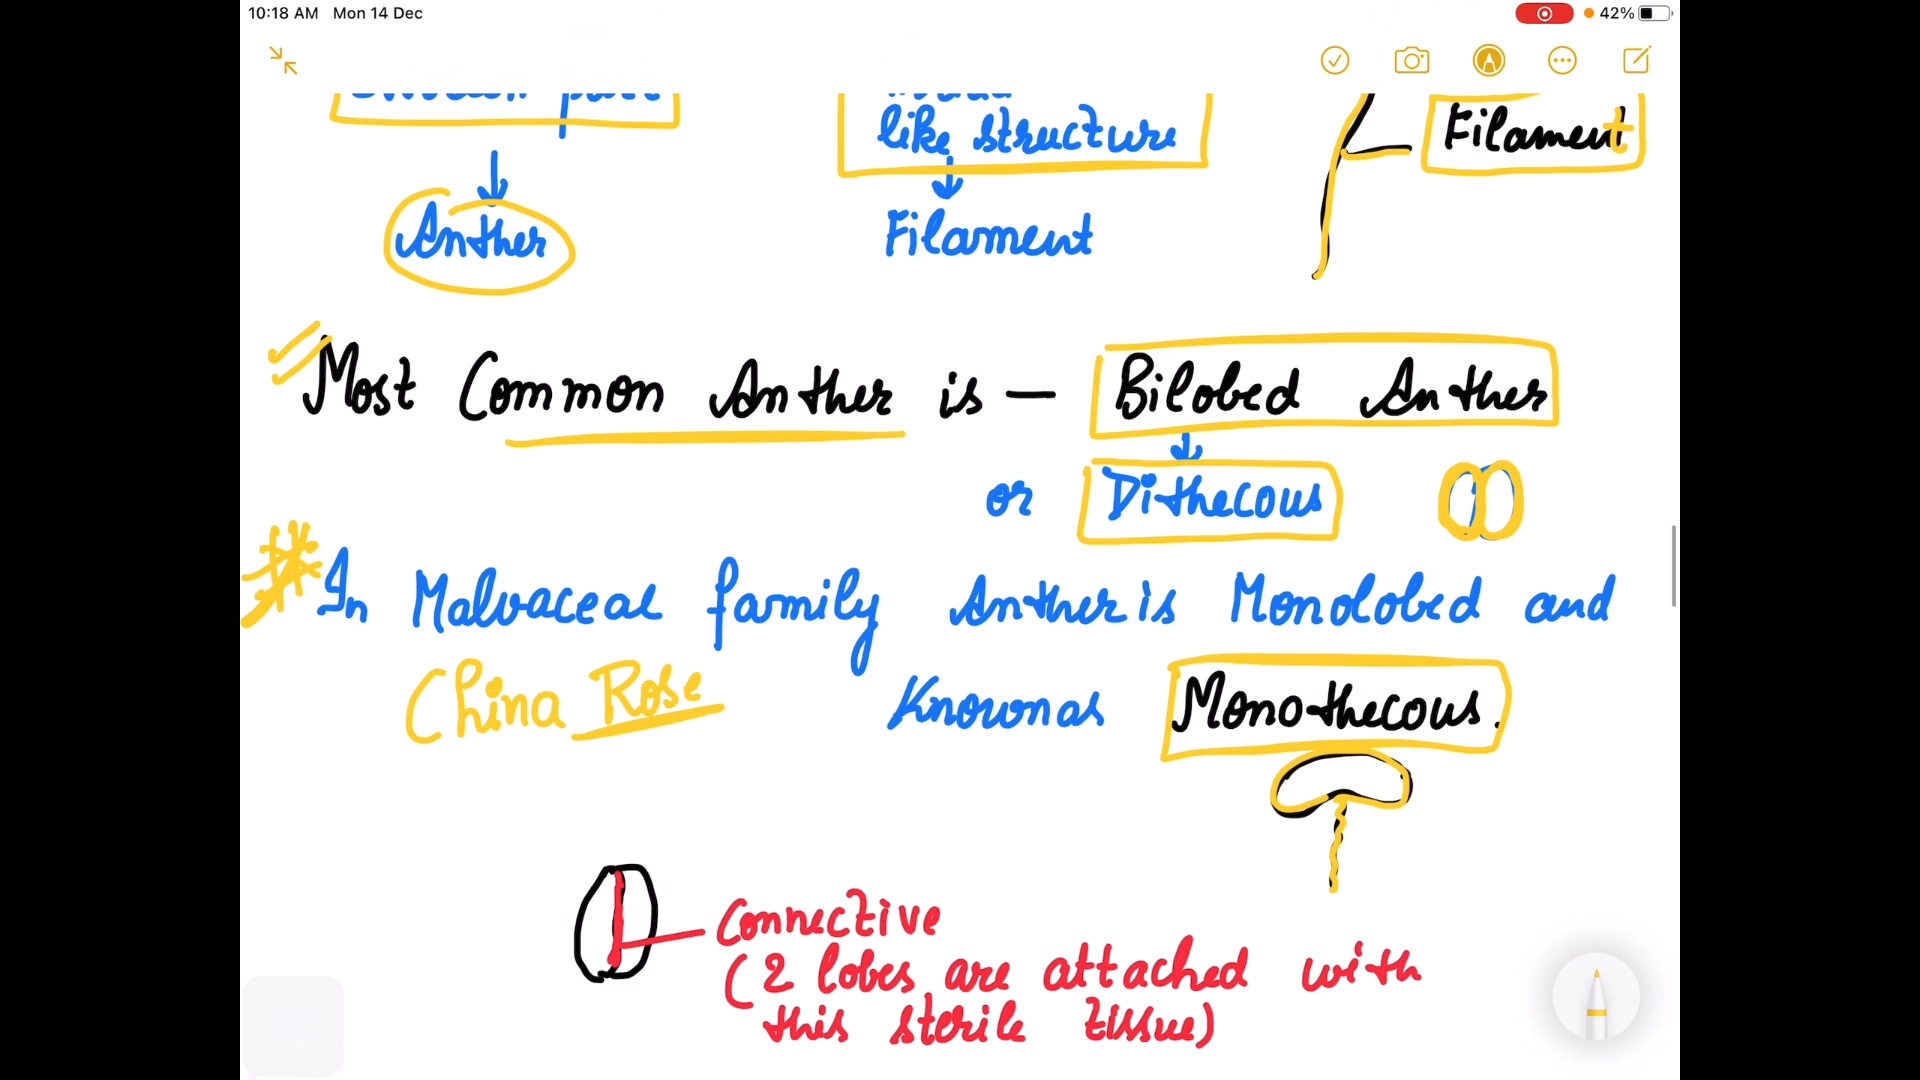 10:18 AM Mon 14 Dec
42%
like structure
Filament
Anther
Filament
Most Common Anther is — Bilobed Anther
or Dithecous
In Malvaceae family Anther is Monolobed and
China Rose
Known as Monothecous.
Connective
(2 lobes are attached with
this sterile tissue)